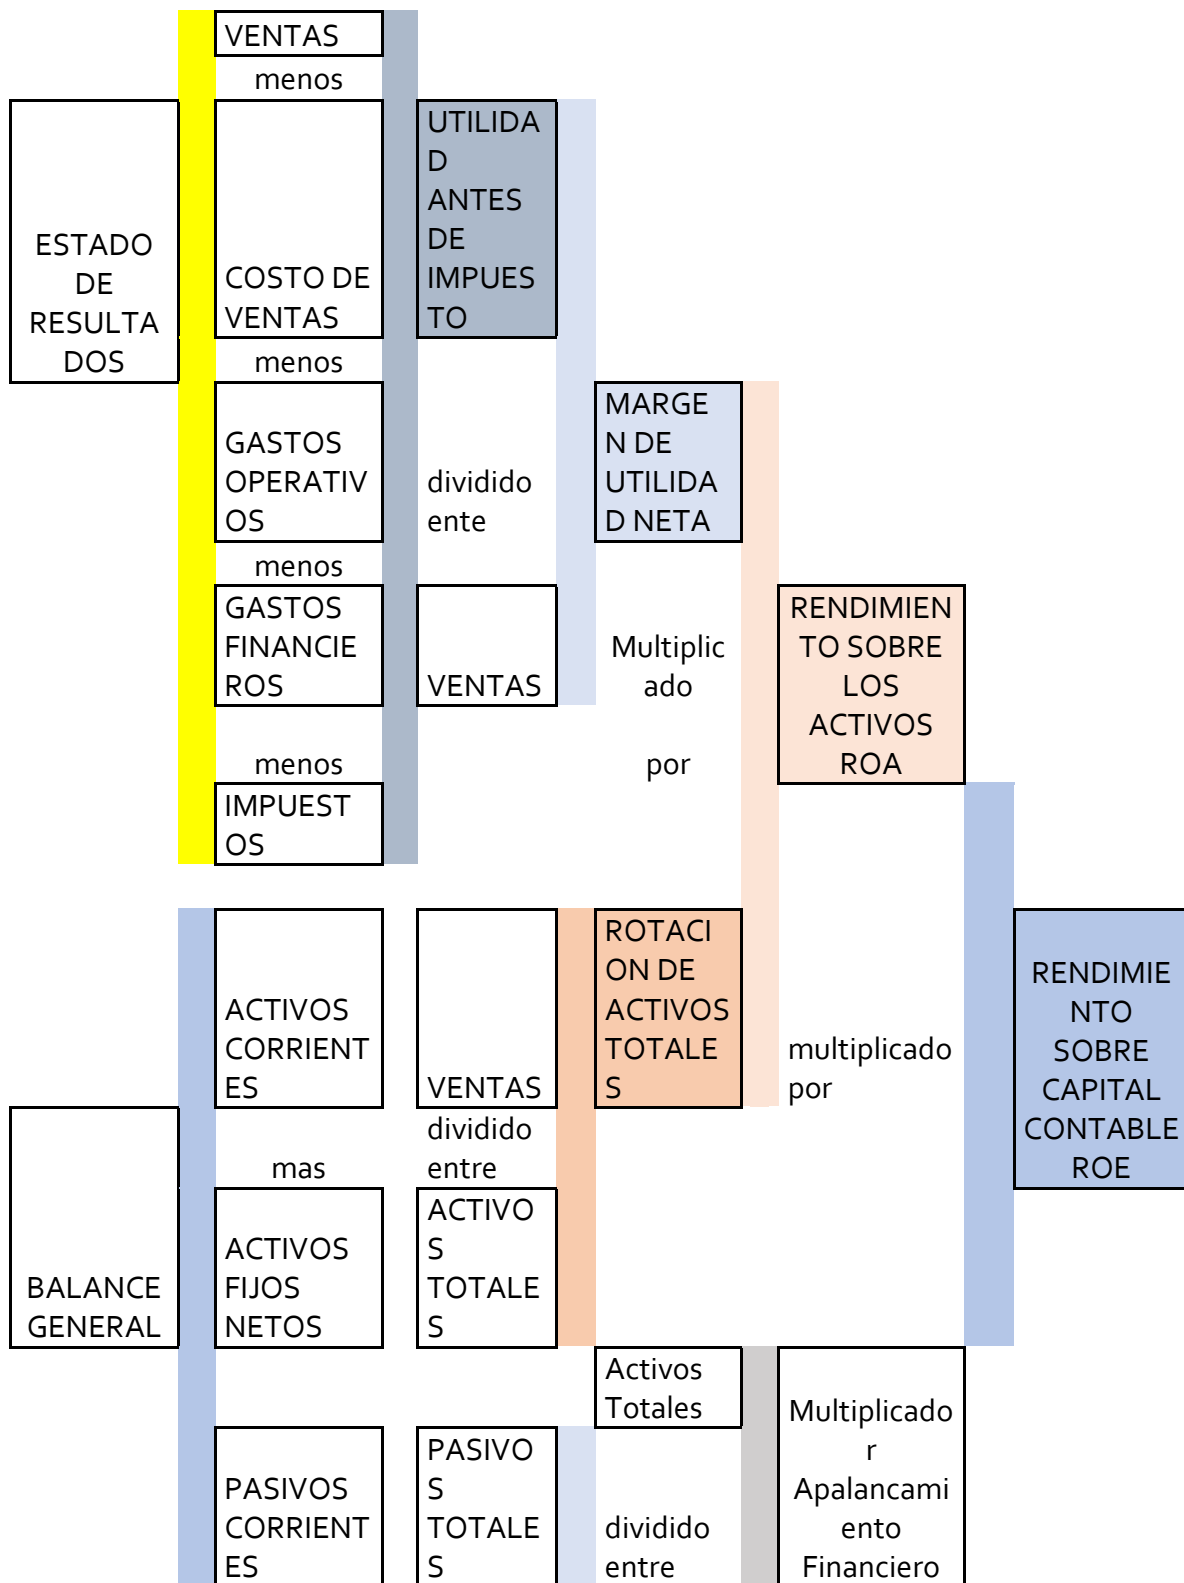 VENTAS
menos
ESTADO
DE
RESULTA
DOS
COSTO DE
VENTAS
UTILIDA
D
ANTES
DE
IMPUES
TO
menos
GASTOS
OPERATIV
OS
dividido
ente
MARGE
N DE
UTILIDA
D NETA
menos
GASTOS
FINANCIE
ROS
VENTAS
Multiplic
ado
por
RENDIMIEN
TO SOBRE
LOS
ACTIVOS
ROA
menos
IMPUEST
OS
ACTIVOS
CORRIENT
ES
VENTAS
ROTACI
ON DE
ACTIVOS
TOTALE
S
multiplicado
por
RENDIMIE
NTO
SOBRE
CAPITAL
CONTABLE
ROE
mas
dividido
entre
BALANCE
GENERAL
ACTIVOS
FIJOS
NETOS
ACTIVO
S
TOTALE
S
Activos
Totales
Multiplicado
r
Apalancami
ento
Financiero
PASIVOS
CORRIENT
ES
PASIVO
S
TOTALE
S
dividido
entre